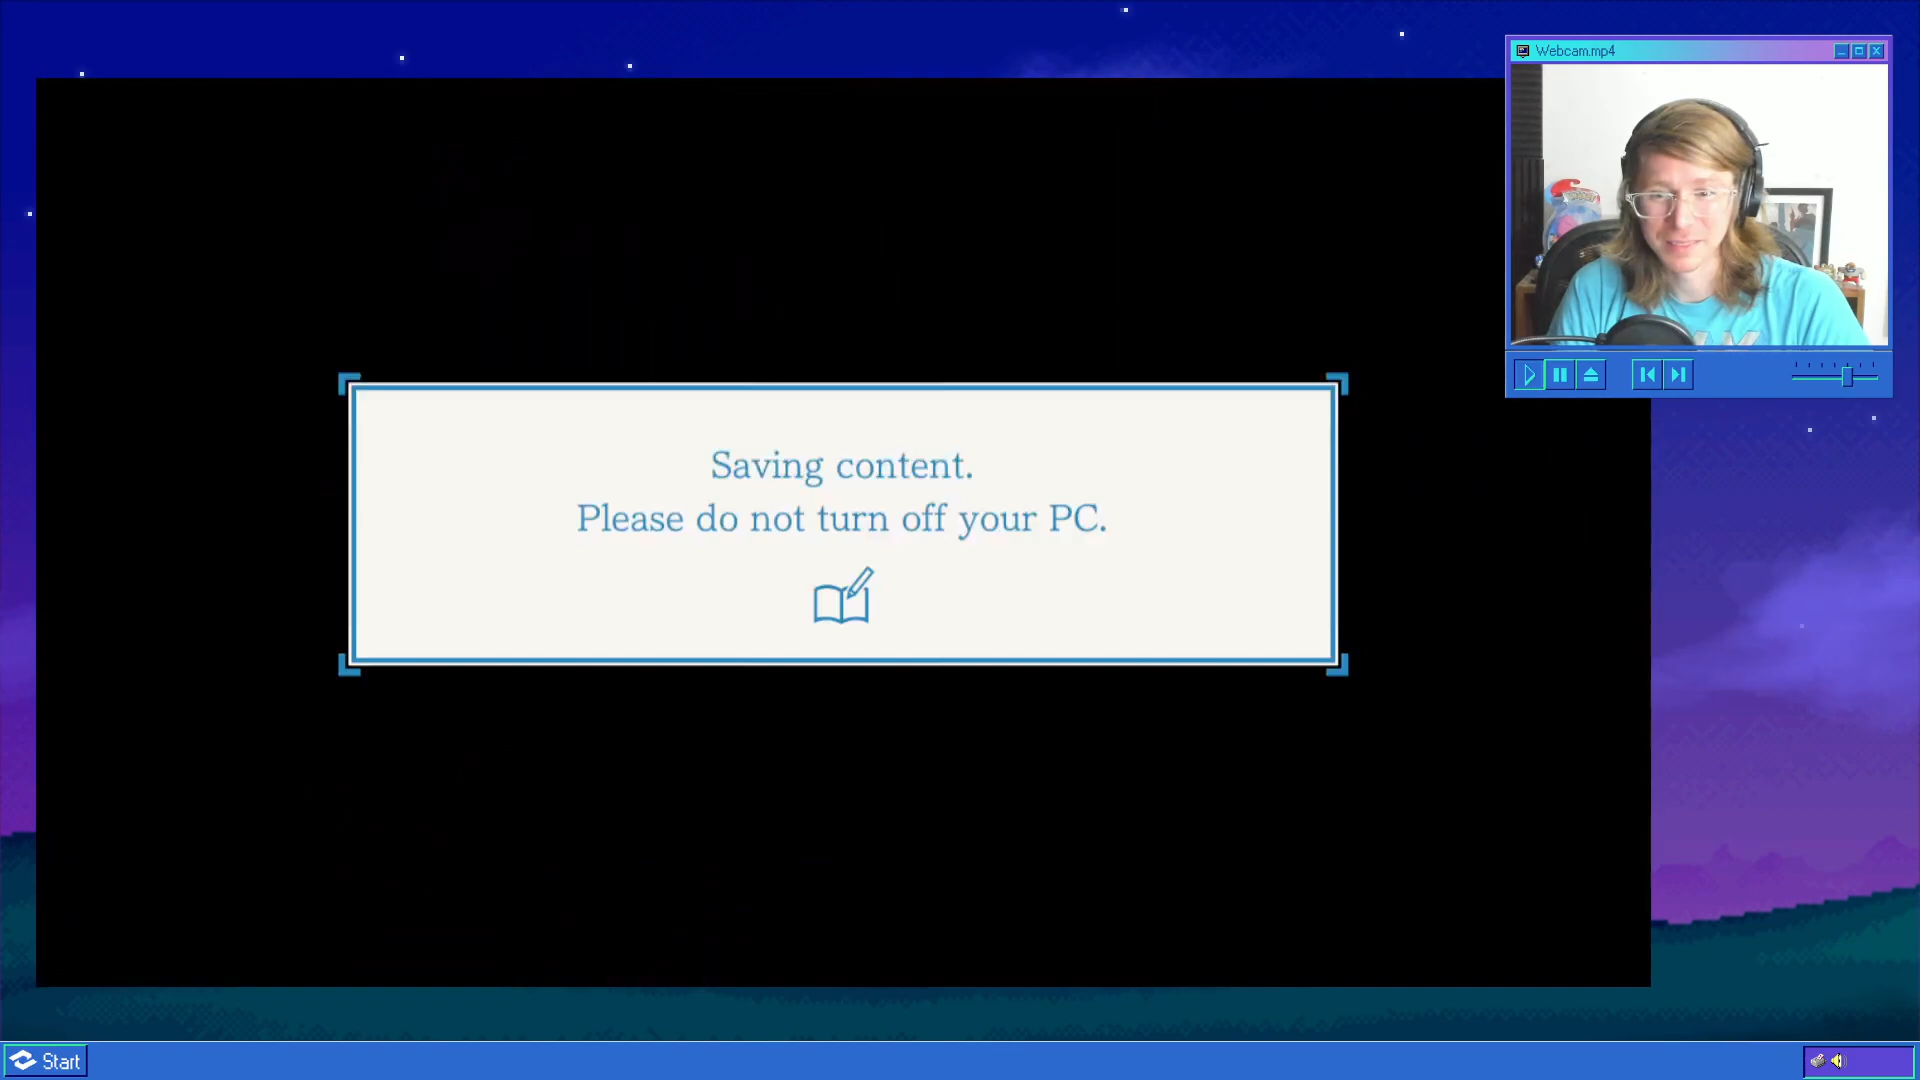 Webcam.mp4
Saving content.
Please do not turn off your PC.
Start